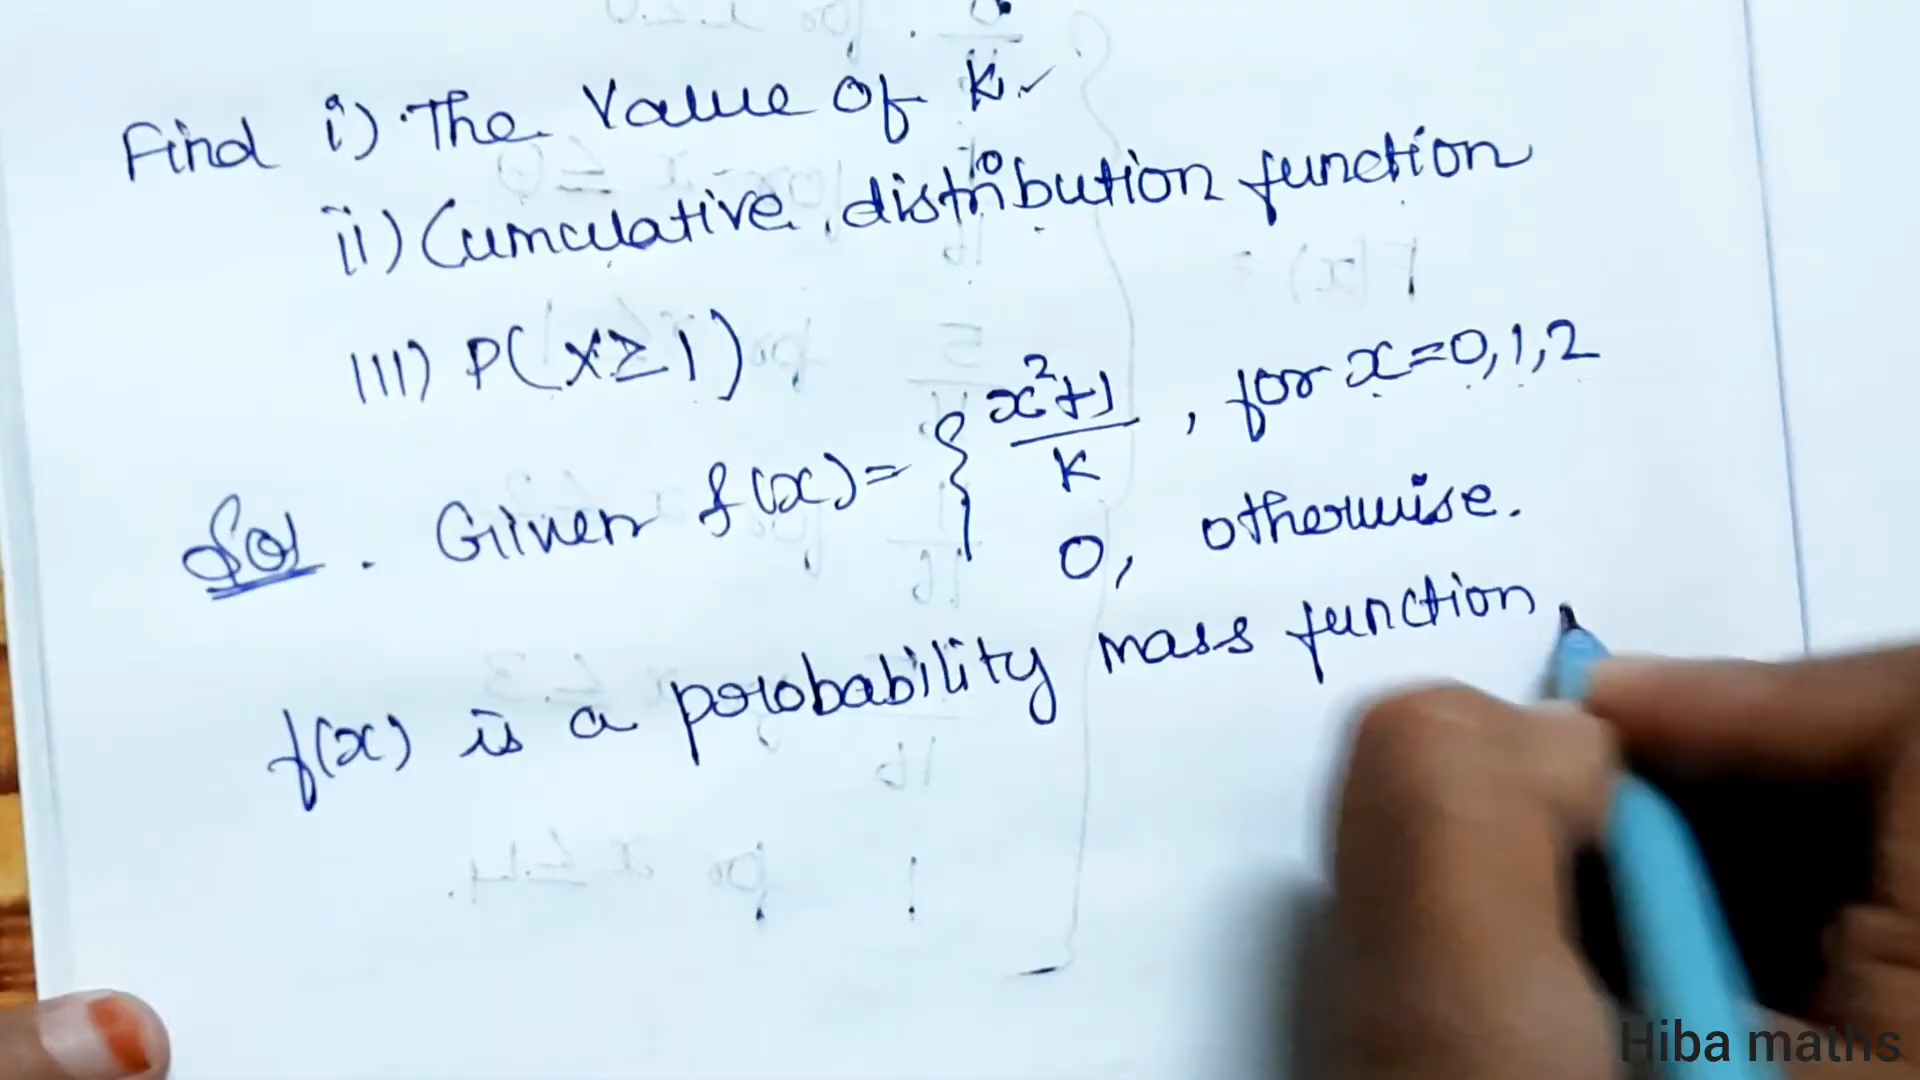 Find i) The Value of K.
ii) Cumulative distribution function
iii) P(X≥1)
Sol. Given f(x)= { x²+1/K , for x=0,1,2
0, otherwise.
f(x) is a probability mass function
Hiba maths